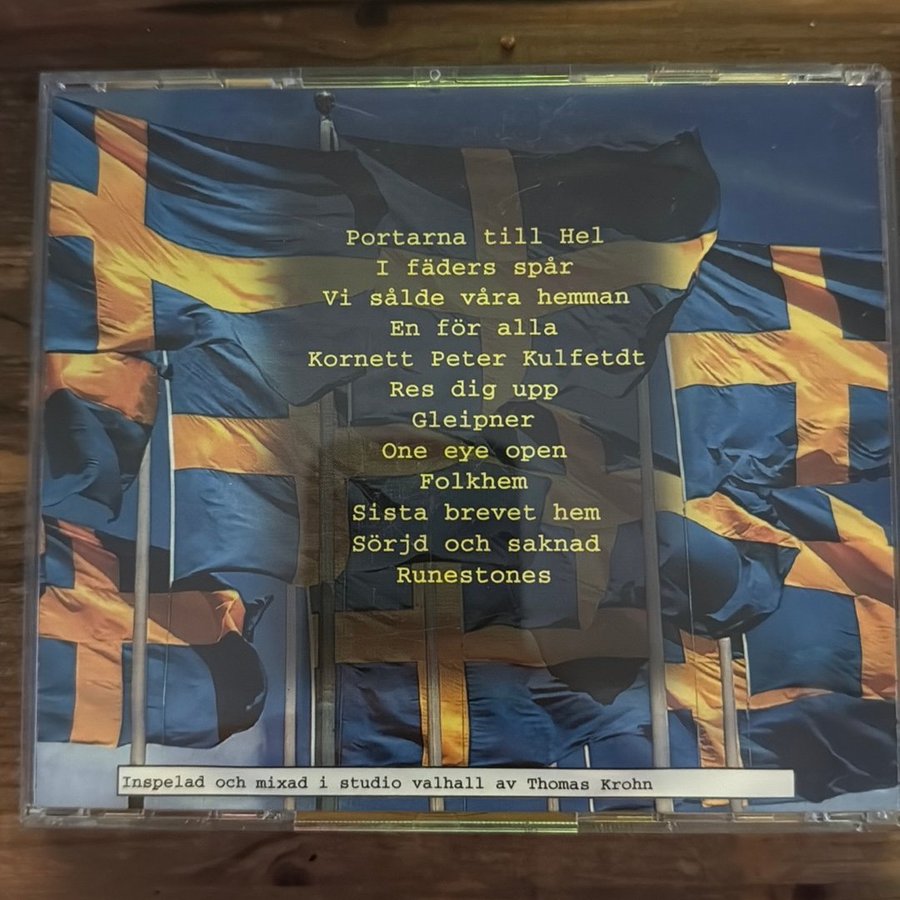 Portarna till Hel
I fäders spår
Vi sålde våra hemman
En för alla
Kornett Peter Kulfetdt
Res dig upp
Gleipner
One eye open
Folkhem
Sista brevet hem
Sörjd och saknad
Runestones
Inspelad och mixad i studio valhall av Thomas Krohn